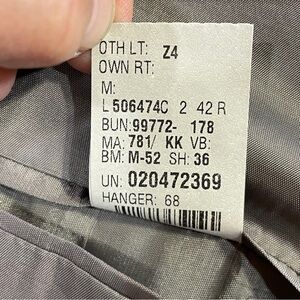 OTH LT: Z4
OWN RT:
M:
L 506474C 2 42 R
BUN: 99772- 178
MA: 781/ KK VB:
BM: M-52 SH: 36
UN: 020472369
HANGER: 68